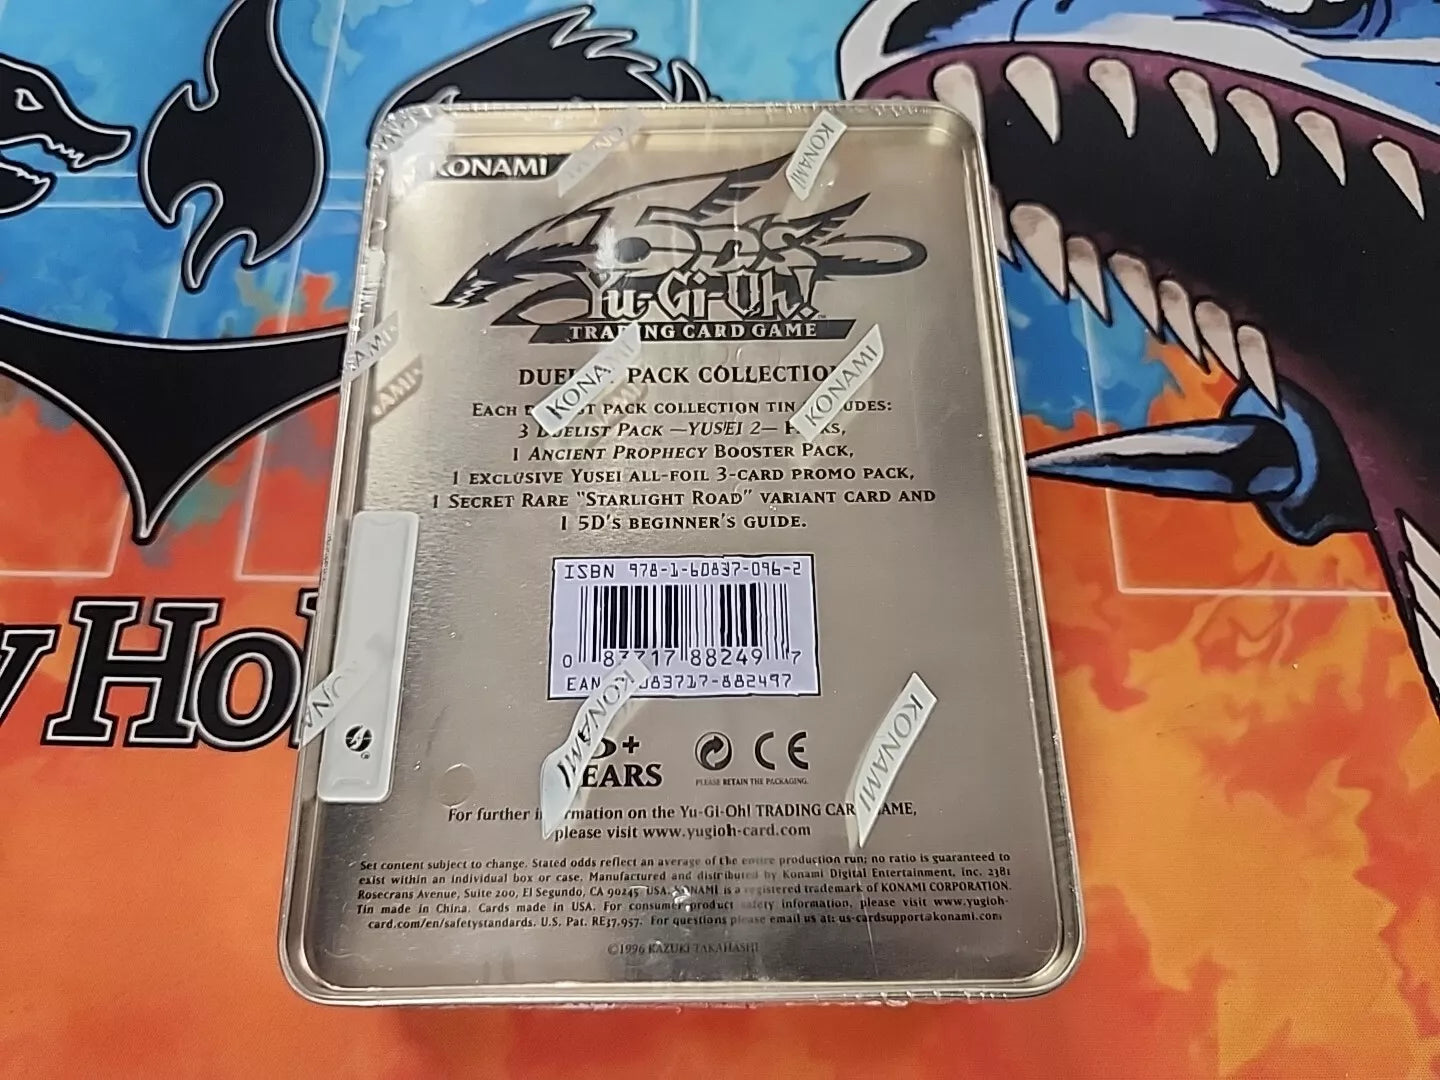 KONAMI
5D's
Yu-Gi-Oh!
TRADING CARD GAME
PACK COLLECTION
EACH PACK COLLECTION TIN
3 DUELIST PACK —YUSEI 2—
1 ANCIENT PROPHECY BOOSTER PACK,
1 EXCLUSIVE YUSEI ALL-FOIL 3-CARD PROMO PACK,
1 SECRET RARE "STARLIGHT ROAD" VARIANT CARD AND
1 5D'S BEGINNER'S GUIDE.
ISBN 978-1-60837-096-2
0 83717 88249 7
EAN 083717-882497
KONAMI
KONAMI
KONAMI
KONAMI
KONAMI
CE
PLEASE RETAIN THE PACKAGING.
For further information on the Yu-Gi-Oh! TRADING CARD GAME,
please visit www.yugioh-card.com
Set content subject to change. Stated odds reflect an average of the entire production run; no ratio is guaranteed to
exist within an individual box or case. Manufactured and distributed by Konami Digital Entertainment, Inc. 2381
Rosecrans Avenue, Suite 200, El Segundo, CA 90245 USA. KONAMI is a registered trademark of KONAMI CORPORATION.
Tin made in China. Cards made in USA. For consumer product safety information, please visit www.yugioh-
card.com/en/safetystandards. U.S. Pat. RE37,957. For questions please email us at: us-cardsupport@konami.com
©1996 KAZUKI TAKAHASHI